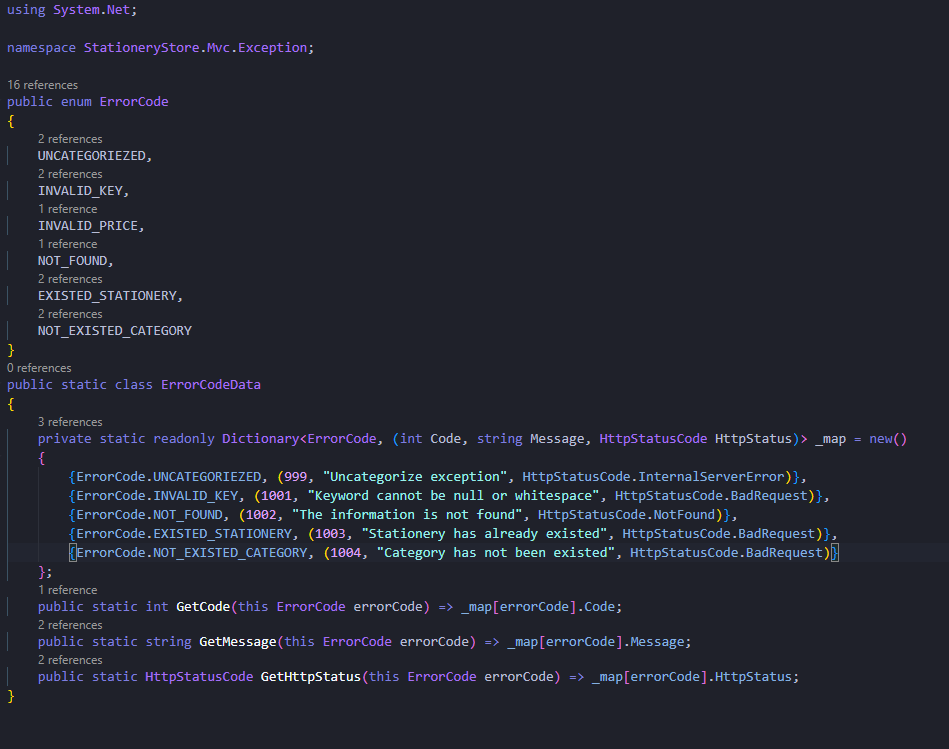 using System.Net;
namespace StationeryStore.Mvc.Exception;
16 references
public enum ErrorCode
{
2 references
UNCATEGORIEZED,
2 references
INVALID_KEY,
1 reference
INVALID_PRICE,
1 reference
NOT_FOUND,
2 references
EXISTED_STATIONERY,
2 references
NOT_EXISTED_CATEGORY
}
0 references
public static class ErrorCodeData
{
3 references
private static readonly Dictionary<ErrorCode, (int Code, string Message, HttpStatusCode HttpStatus)> _map = new()
{
{ErrorCode.UNCATEGORIEZED, (999, "Uncategorize exception", HttpStatusCode.InternalServerError)},
{ErrorCode.INVALID_KEY, (1001, "Keyword cannot be null or whitespace", HttpStatusCode.BadRequest)},
{ErrorCode.NOT_FOUND, (1002, "The information is not found", HttpStatusCode.NotFound)},
{ErrorCode.EXISTED_STATIONERY, (1003, "Stationery has already existed", HttpStatusCode.BadRequest)},
{ErrorCode.NOT_EXISTED_CATEGORY, (1004, "Category has not been existed", HttpStatusCode.BadRequest)}
};
1 reference
public static int GetCode(this ErrorCode errorCode) => _map[errorCode].Code;
2 references
public static string GetMessage(this ErrorCode errorCode) => _map[errorCode].Message;
2 references
public static HttpStatusCode GetHttpStatus(this ErrorCode errorCode) => _map[errorCode].HttpStatus;
}